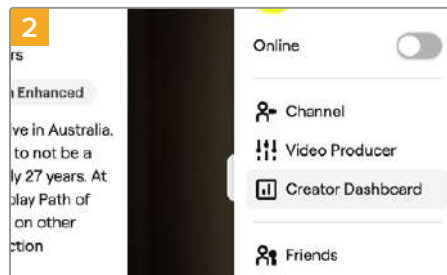 2
rs
Enhanced
ve in Australia.
to not be a
ly 27 years. At
play Path of
on other
ction
Online
Channel
Video Producer
Creator Dashboard
Friends